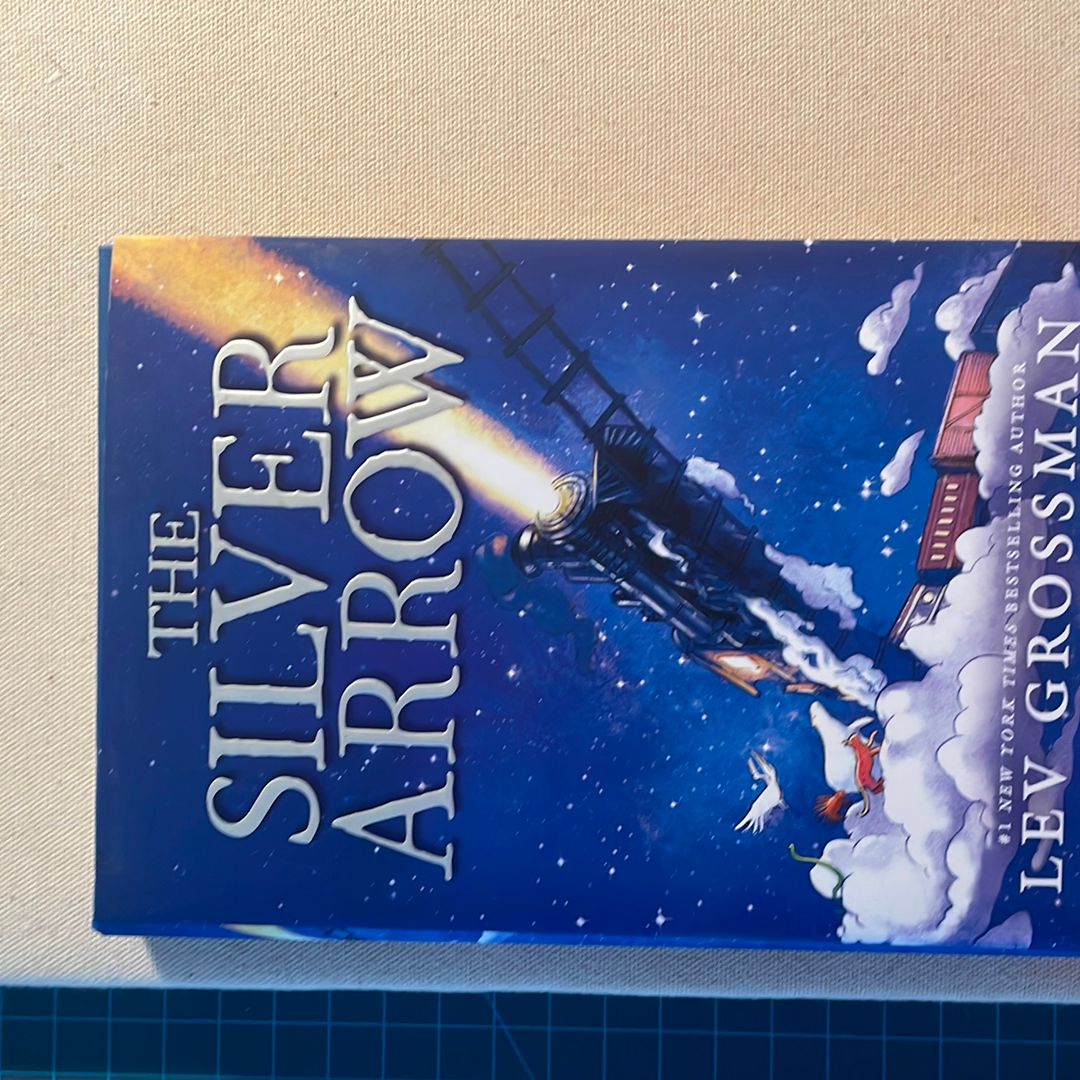 THE
SILVER
ARROW
#1 NEW YORK TIMES BESTSELLING AUTHOR
LEV GROSSMAN